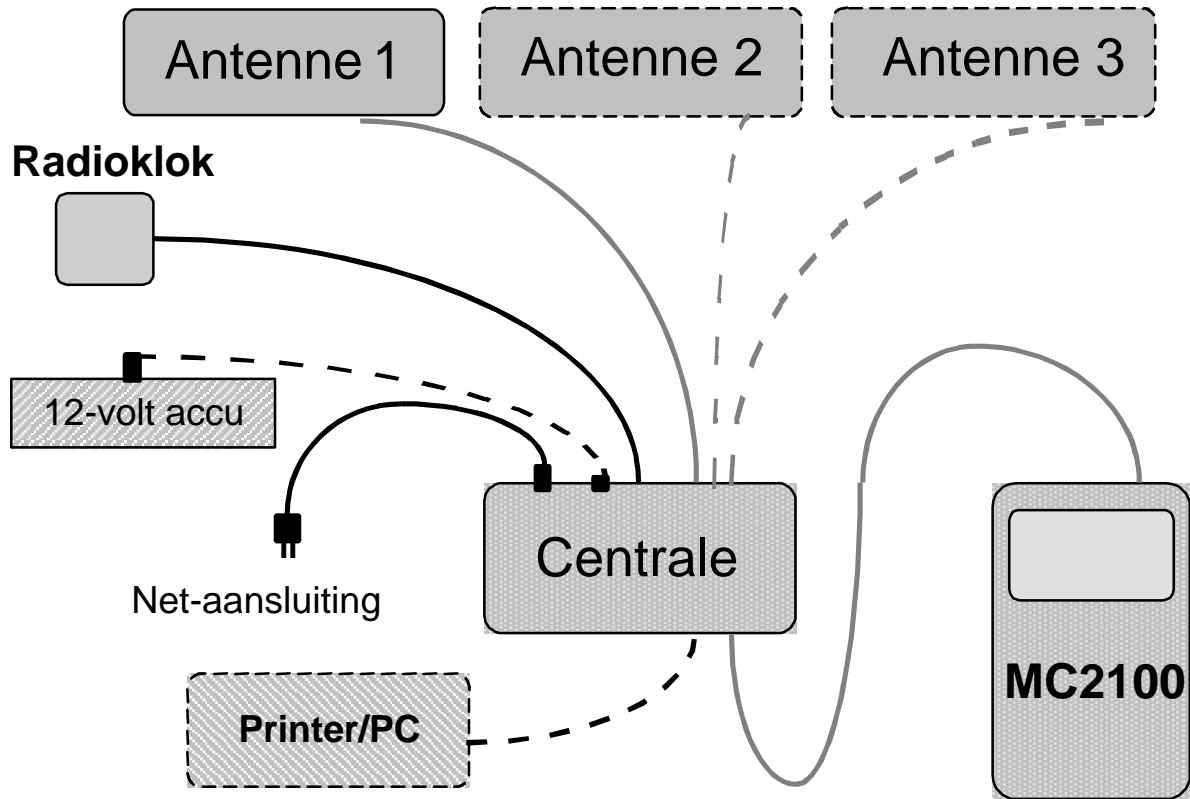 Antenne 1
Antenne 2
Antenne 3
Radioklok
12-volt accu
Centrale
Net-aansluiting
MC2100
Printer/PC